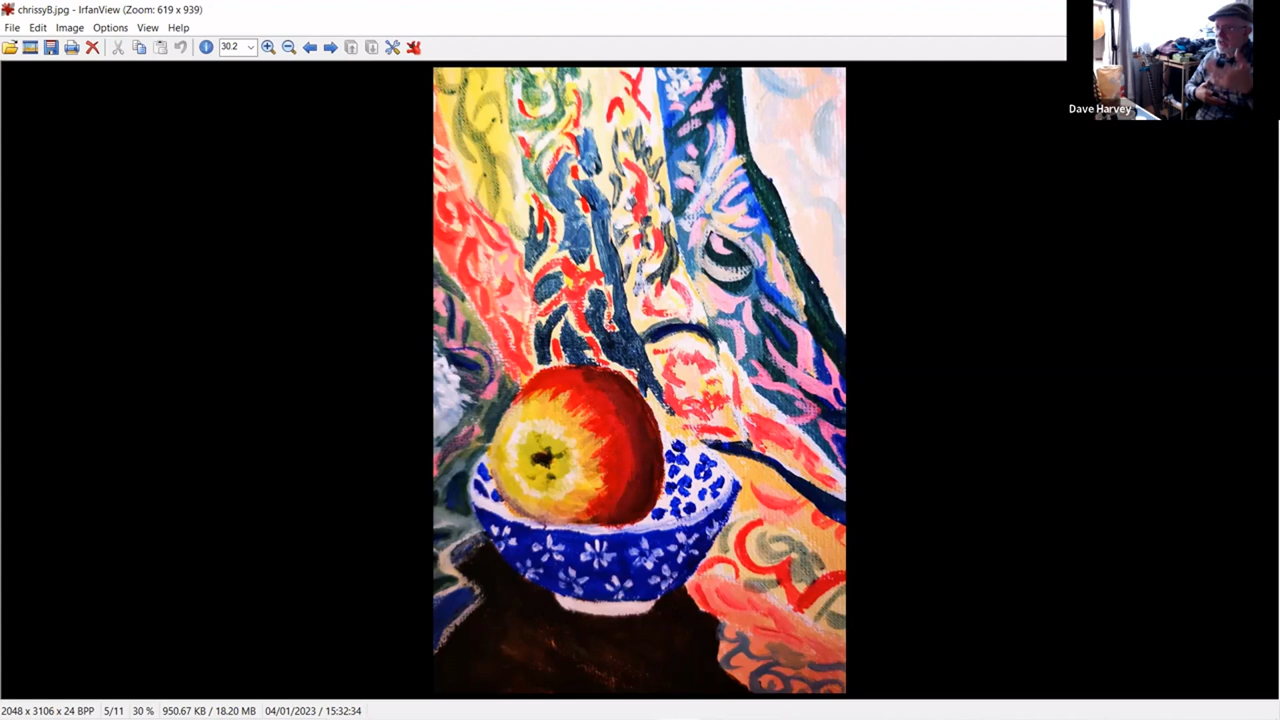 chrissyB.jpg - IrfanView (Zoom: 619 x 939)
File Edit Image Options View Help
30.2
Dave Harvey
2048 x 3106 x 24 BPP 5/11 30 % 950.67 KB / 18.20 MB 04/01/2023 / 15:32:34